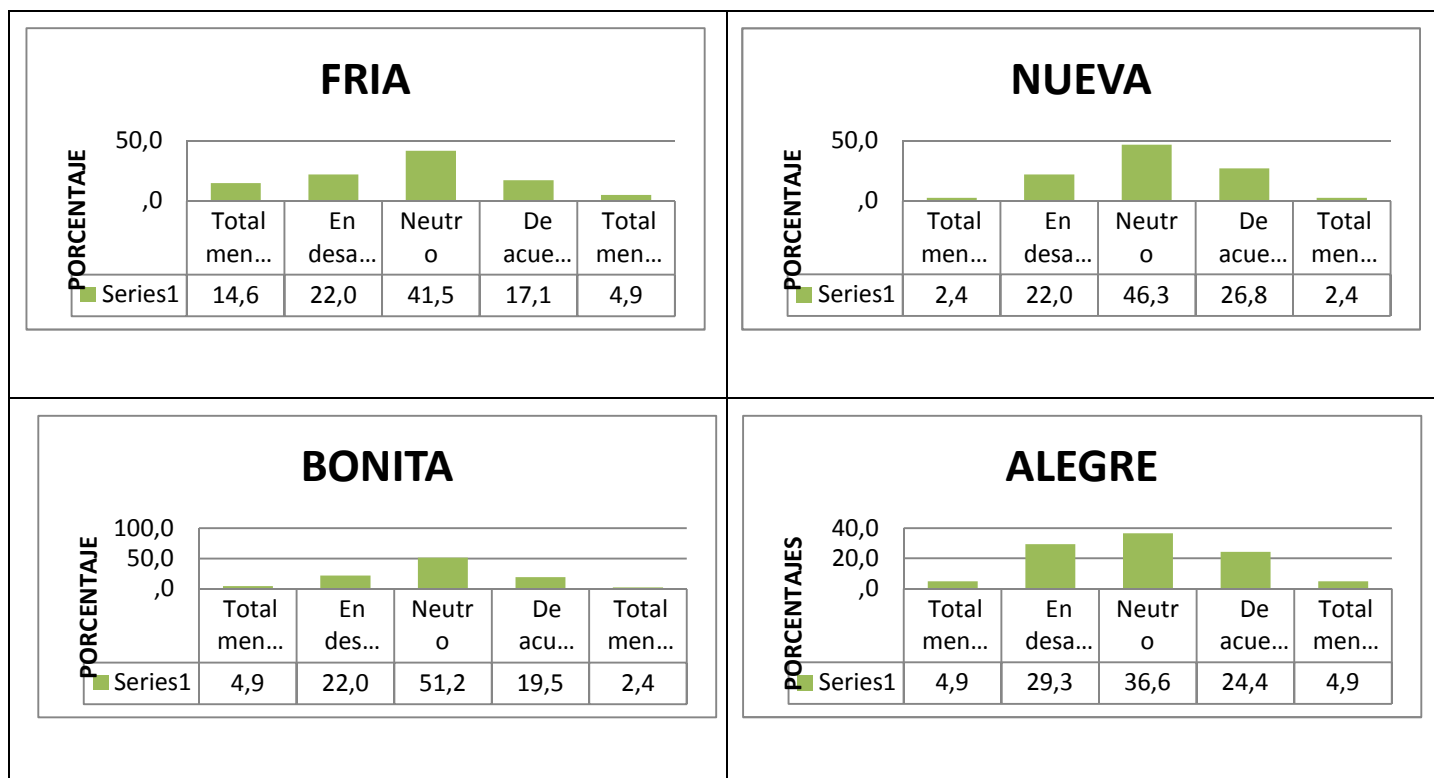 FRIA
PORCENTAJE
50,0
,0
Total En Neutr De Total
men... desa... o acue... men...
Series1 14,6 22,0 41,5 17,1 4,9
NUEVA
PORCENTAJE
50,0
,0
Total En Neutr De Total
men... desa... o acue... men...
Series1 2,4 22,0 46,3 26,8 2,4
BONITA
PORCENTAJE
100,0
50,0
,0
Total En Neutr De Total
men... des... o acu... men...
Series1 4,9 22,0 51,2 19,5 2,4
ALEGRE
PORCENTAJES
40,0
20,0
,0
Total En Neutr De Total
men... desa... o acue... men...
Series1 4,9 29,3 36,6 24,4 4,9